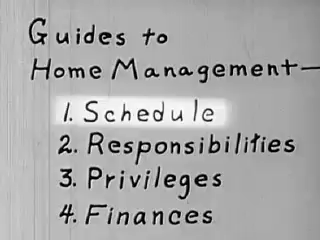 Guides to
Home Management—
1. Schedule
2. Responsibilities
3. Privileges
4. Finances